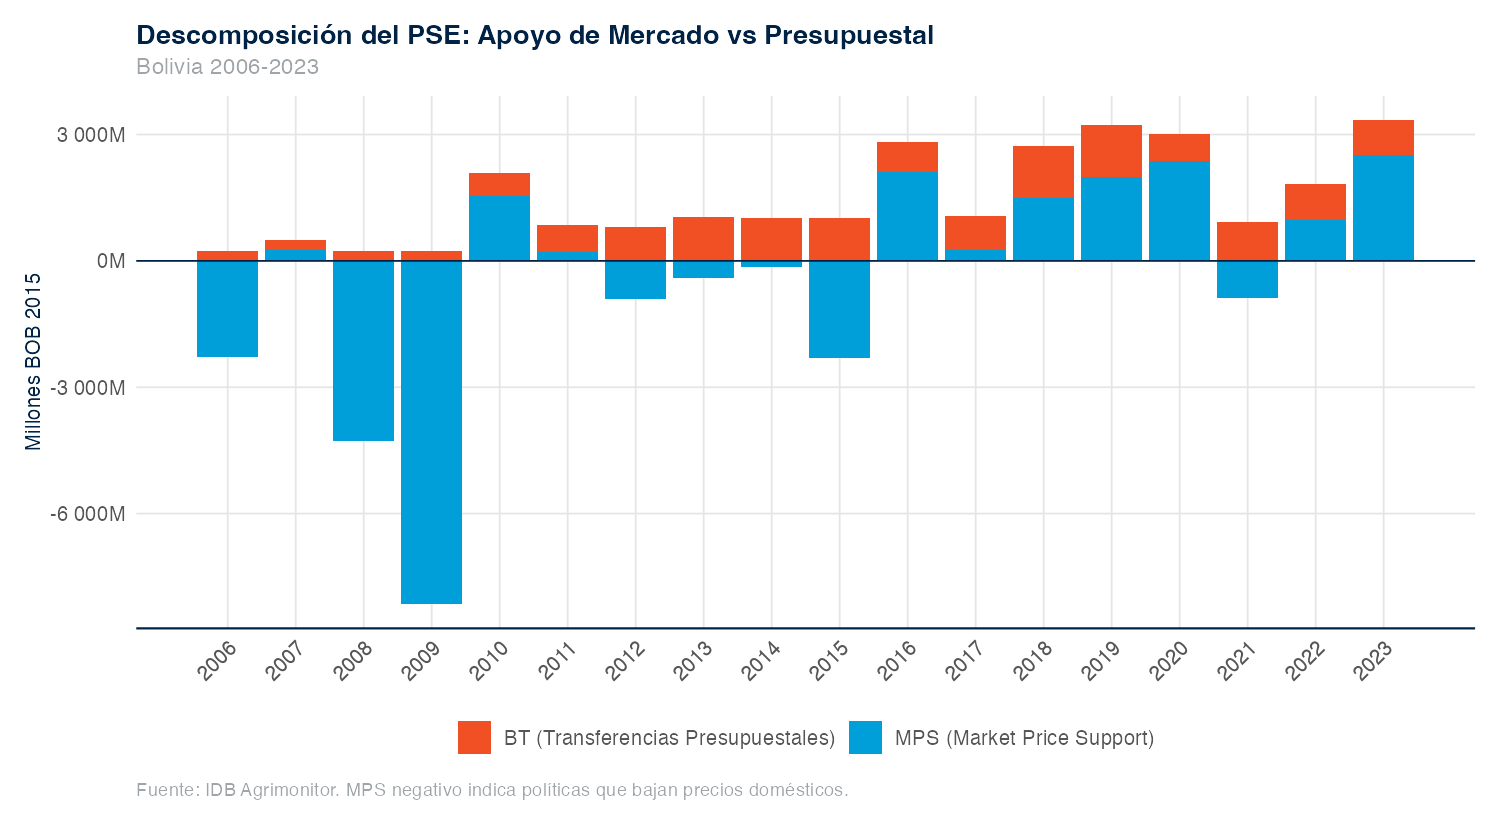 Descomposición del PSE: Apoyo de Mercado vs Presupuestal
Bolivia 2006-2023
Millones BOB 2015
3 000M
0M
-3 000M
-6 000M
2006 2007 2008 2009 2010 2011 2012 2013 2014 2015 2016 2017 2018 2019 2020 2021 2022 2023
BT (Transferencias Presupuestales) MPS (Market Price Support)
Fuente: IDB Agrimonitor. MPS negativo indica políticas que bajan precios domésticos.